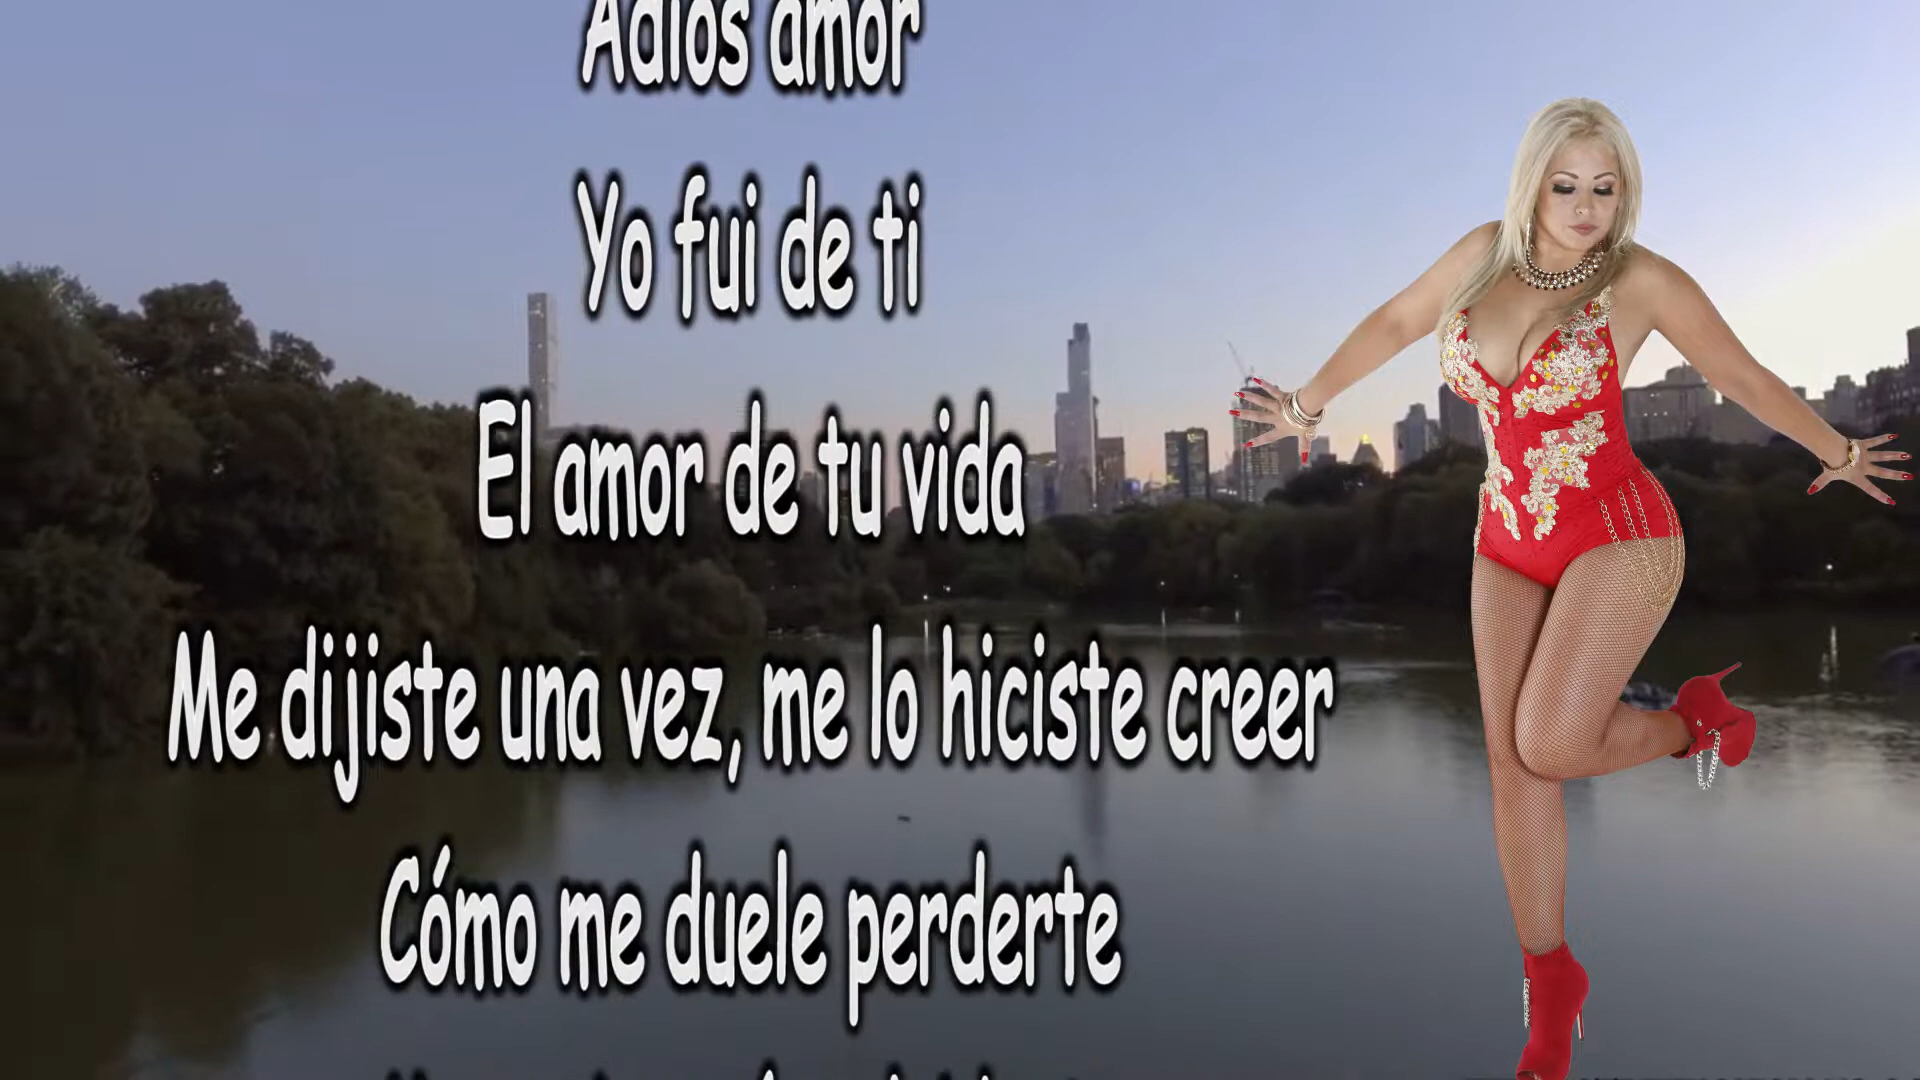 Adiós amor
Yo fui de ti
El amor de tu vida
Me dijiste una vez, me lo hiciste creer
Cómo me duele perderte